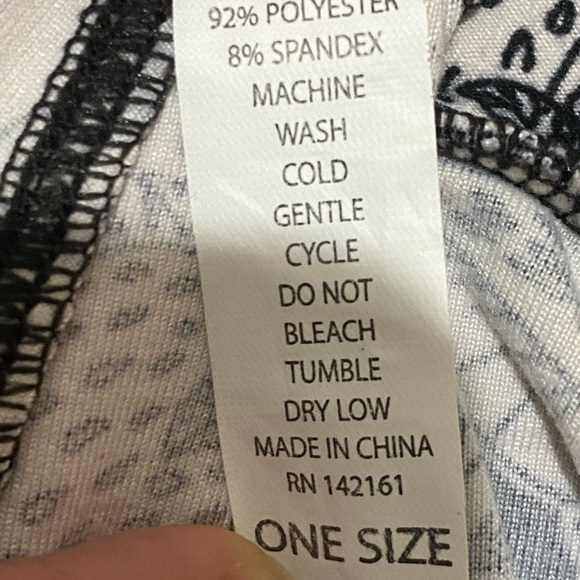 92% POLYESTER
8% SPANDEX
MACHINE
WASH
COLD
GENTLE
CYCLE
DO NOT
BLEACH
TUMBLE
DRY LOW
MADE IN CHINA
RN 142161
ONE SIZE